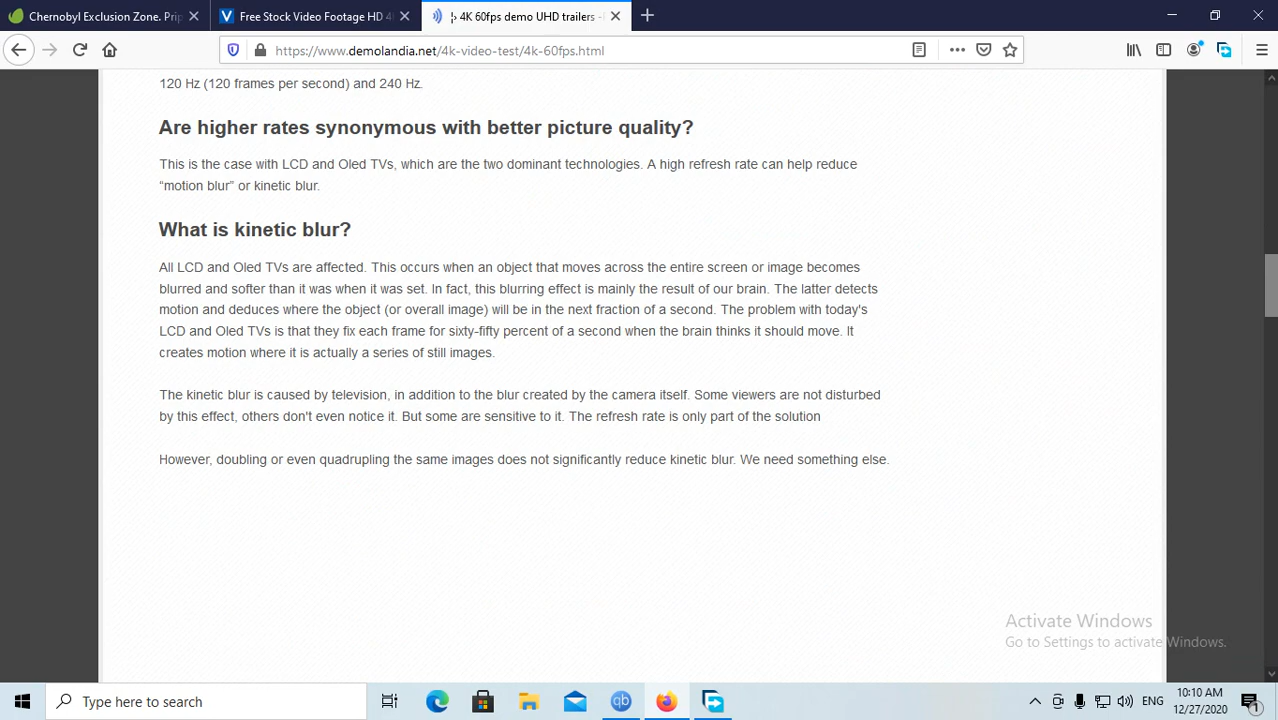 Chernobyl Exclusion Zone. Prip
Free Stock Video Footage HD 4K
4K 60fps demo UHD trailers -
https://www.demolandia.net/4k-video-test/4k-60fps.html
120 Hz (120 frames per second) and 240 Hz.
Are higher rates synonymous with better picture quality?
This is the case with LCD and Oled TVs, which are the two dominant technologies. A high refresh rate can help reduce
“motion blur” or kinetic blur.
What is kinetic blur?
All LCD and Oled TVs are affected. This occurs when an object that moves across the entire screen or image becomes
blurred and softer than it was when it was set. In fact, this blurring effect is mainly the result of our brain. The latter detects
motion and deduces where the object (or overall image) will be in the next fraction of a second. The problem with today's
LCD and Oled TVs is that they fix each frame for sixty-fifty percent of a second when the brain thinks it should move. It
creates motion where it is actually a series of still images.
The kinetic blur is caused by television, in addition to the blur created by the camera itself. Some viewers are not disturbed
by this effect, others don't even notice it. But some are sensitive to it. The refresh rate is only part of the solution
However, doubling or even quadrupling the same images does not significantly reduce kinetic blur. We need something else.
Activate Windows
Go to Settings to activate Windows.
Type here to search
qb
ENG
10:10 AM
12/27/2020
1